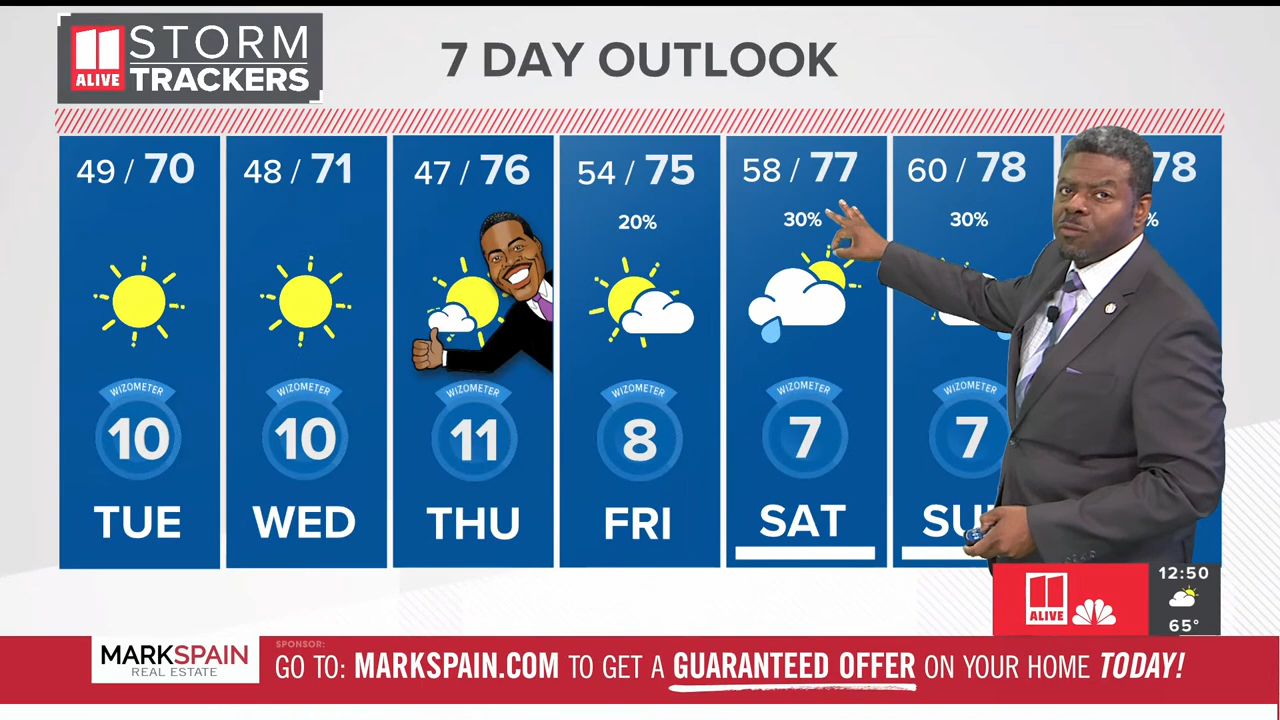 11 ALIVE
STORM
TRACKERS
7 DAY OUTLOOK
49 / 70
WIZOMETER
10
TUE
48 / 71
WIZOMETER
10
WED
47 / 76
WIZOMETER
11
THU
54 / 75
20%
WIZOMETER
8
FRI
58 / 77
30%
WIZOMETER
7
SAT
60 / 78
30%
WIZOMETER
7
SU
78
%
11 ALIVE
12:50
65°
MARKSPAIN
REAL ESTATE
SPONSOR:
GO TO: MARKSPAIN.COM TO GET A GUARANTEED OFFER ON YOUR HOME TODAY!